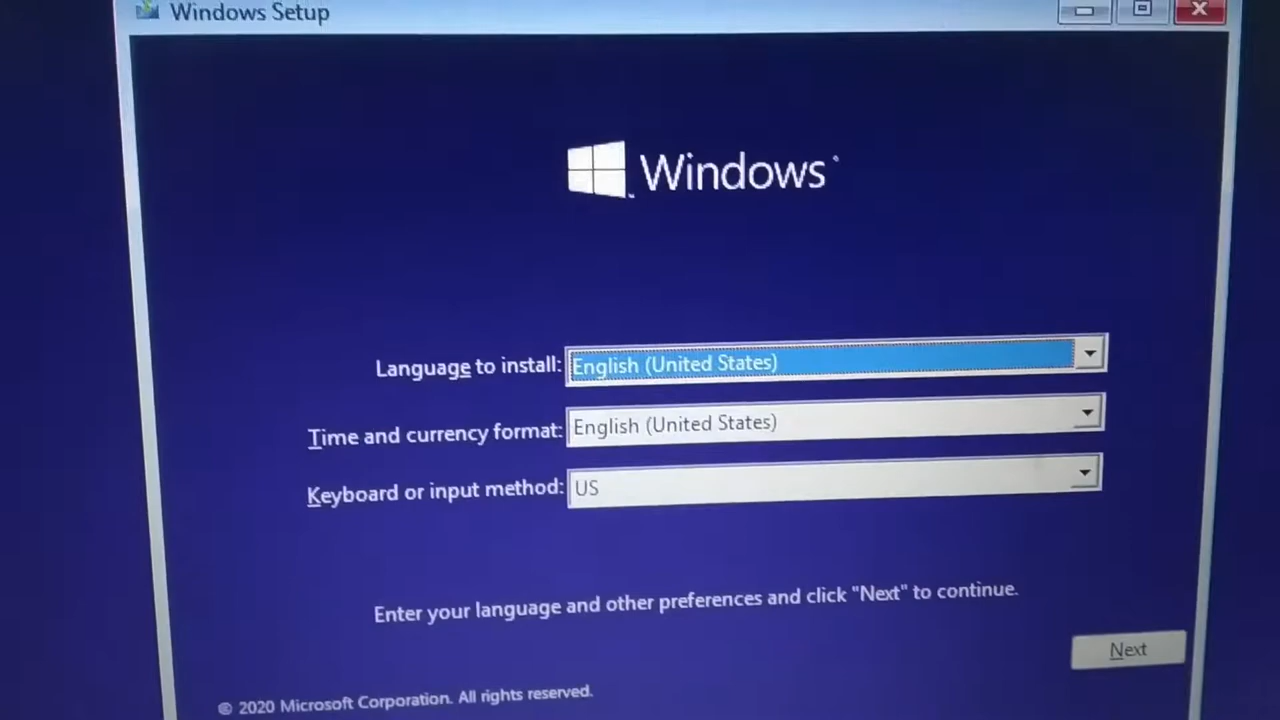 Windows Setup
Windows
Language to install: English (United States)
Time and currency format: English (United States)
Keyboard or input method: US
Enter your language and other preferences and click "Next" to continue.
Next
© 2020 Microsoft Corporation. All rights reserved.